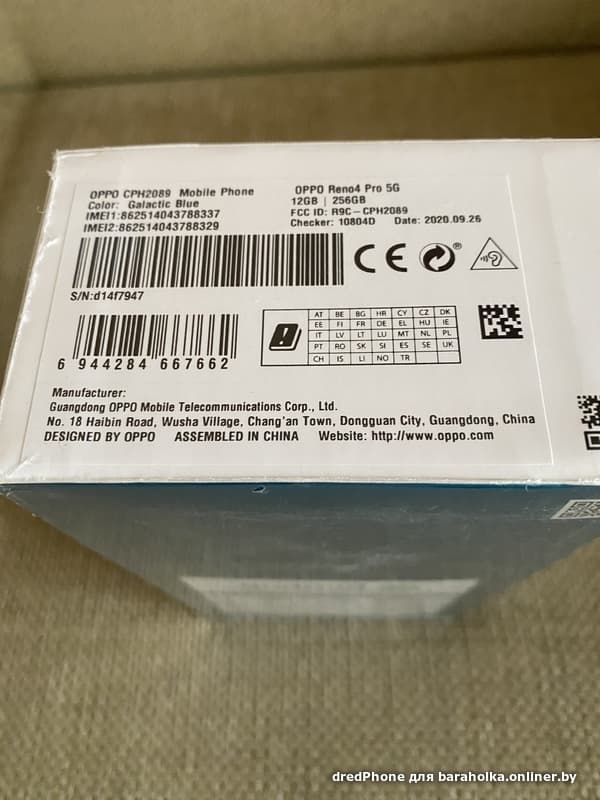 OPPO CPH2089 Mobile Phone
Color: Galactic Blue
IMEI1:862514043788337
IMEI2:862514043788329
OPPO Reno4 Pro 5G
12GB | 256GB
FCC ID: R9C-CPH2089
Checker: 10804D Date: 2020.09.26
S/N:d14f7947
CE
6 944284 667662
AT BE BG HR CY CZ DK
EE FI FR DE EL HU IE
IT LV LT LU MT NL PL
PT RO SK SI ES SE UK
CH IS LI NO TR
Manufacturer:
Guangdong OPPO Mobile Telecommunications Corp., Ltd.
No. 18 Haibin Road, Wusha Village, Chang'an Town, Dongguan City, Guangdong, China
DESIGNED BY OPPO ASSEMBLED IN CHINA Website: http://www.oppo.com
dredPhone для baraholka.onliner.by